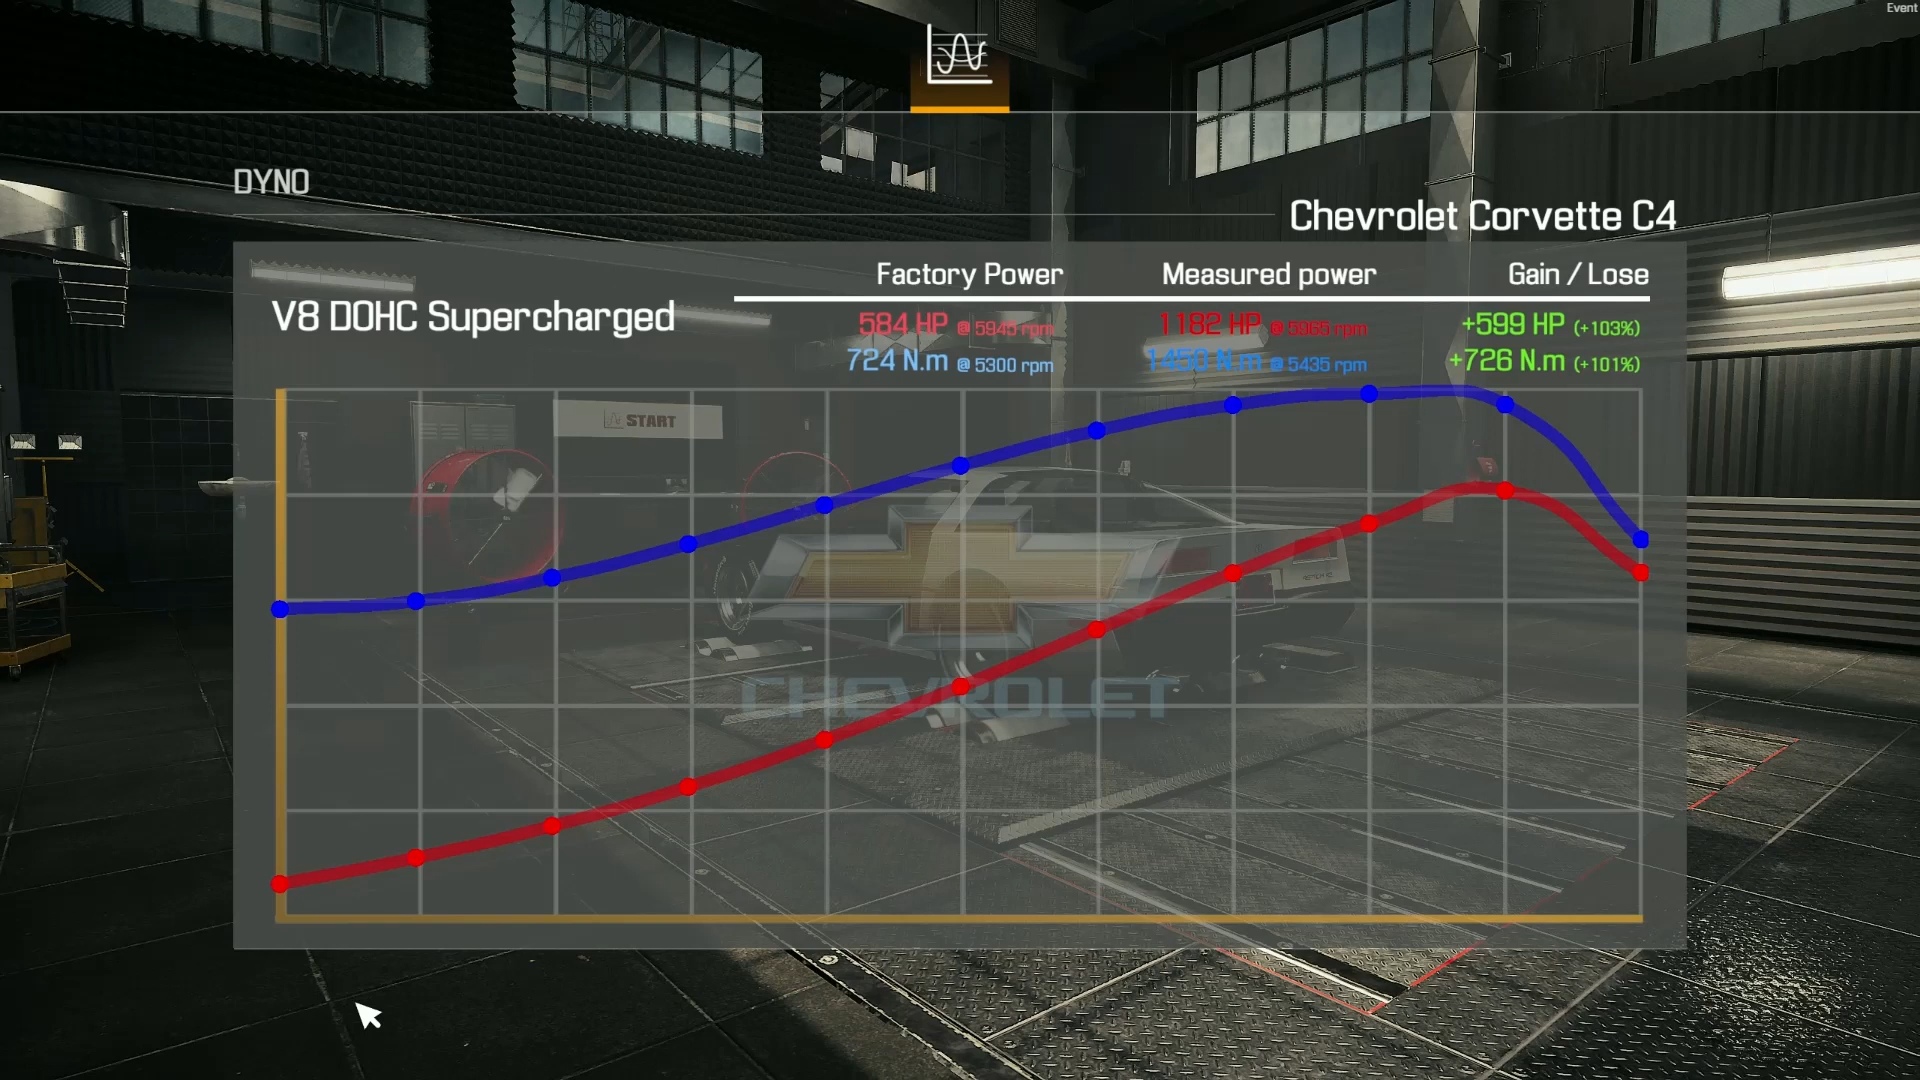 Event
DYNO
Chevrolet Corvette C4
Factory Power Measured power Gain / Lose
V8 DOHC Supercharged
584 HP @ 5945 rpm 1182 HP @ 5965 rpm +599 HP (+103%)
724 N.m @ 5300 rpm 1450 N.m @ 5435 rpm +726 N.m (+101%)
START
CHEVROLET